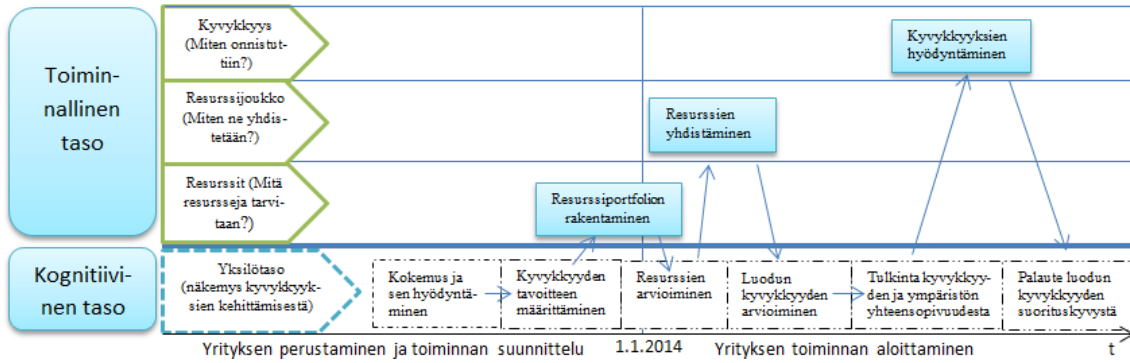 Toimin-
nallinen
taso
Kyvykkyys
(Miten onnistut-
tiin?)
Resurssijoukko
(Miten ne yhdis-
tetään?)
Resurssit (Mitä
resursseja tarvi-
taan?)
Kyvykkyyksien
hyödyntäminen
Resurssien
yhdistäminen
Resurssiportfolion
rakentaminen
Kognitiivi-
nen taso
Yksilötaso
(näkemys kyvykkyyk-
sien kehittämisestä)
Kokemus ja
sen hyödyntä-
minen
Kyvykkyyden
tavoitteen
määrittäminen
Resurssien
arvioiminen
Luodun
kyvykkyyden
arvioiminen
Tulkinta kyvykkyy-
den ja ympäristön
yhteensopivuudesta
Palaute luodun
kyvykkyyden
suorituskyvystä
Yrityksen perustaminen ja toiminnan suunnittelu 1.1.2014 Yrityksen toiminnan aloittaminen t